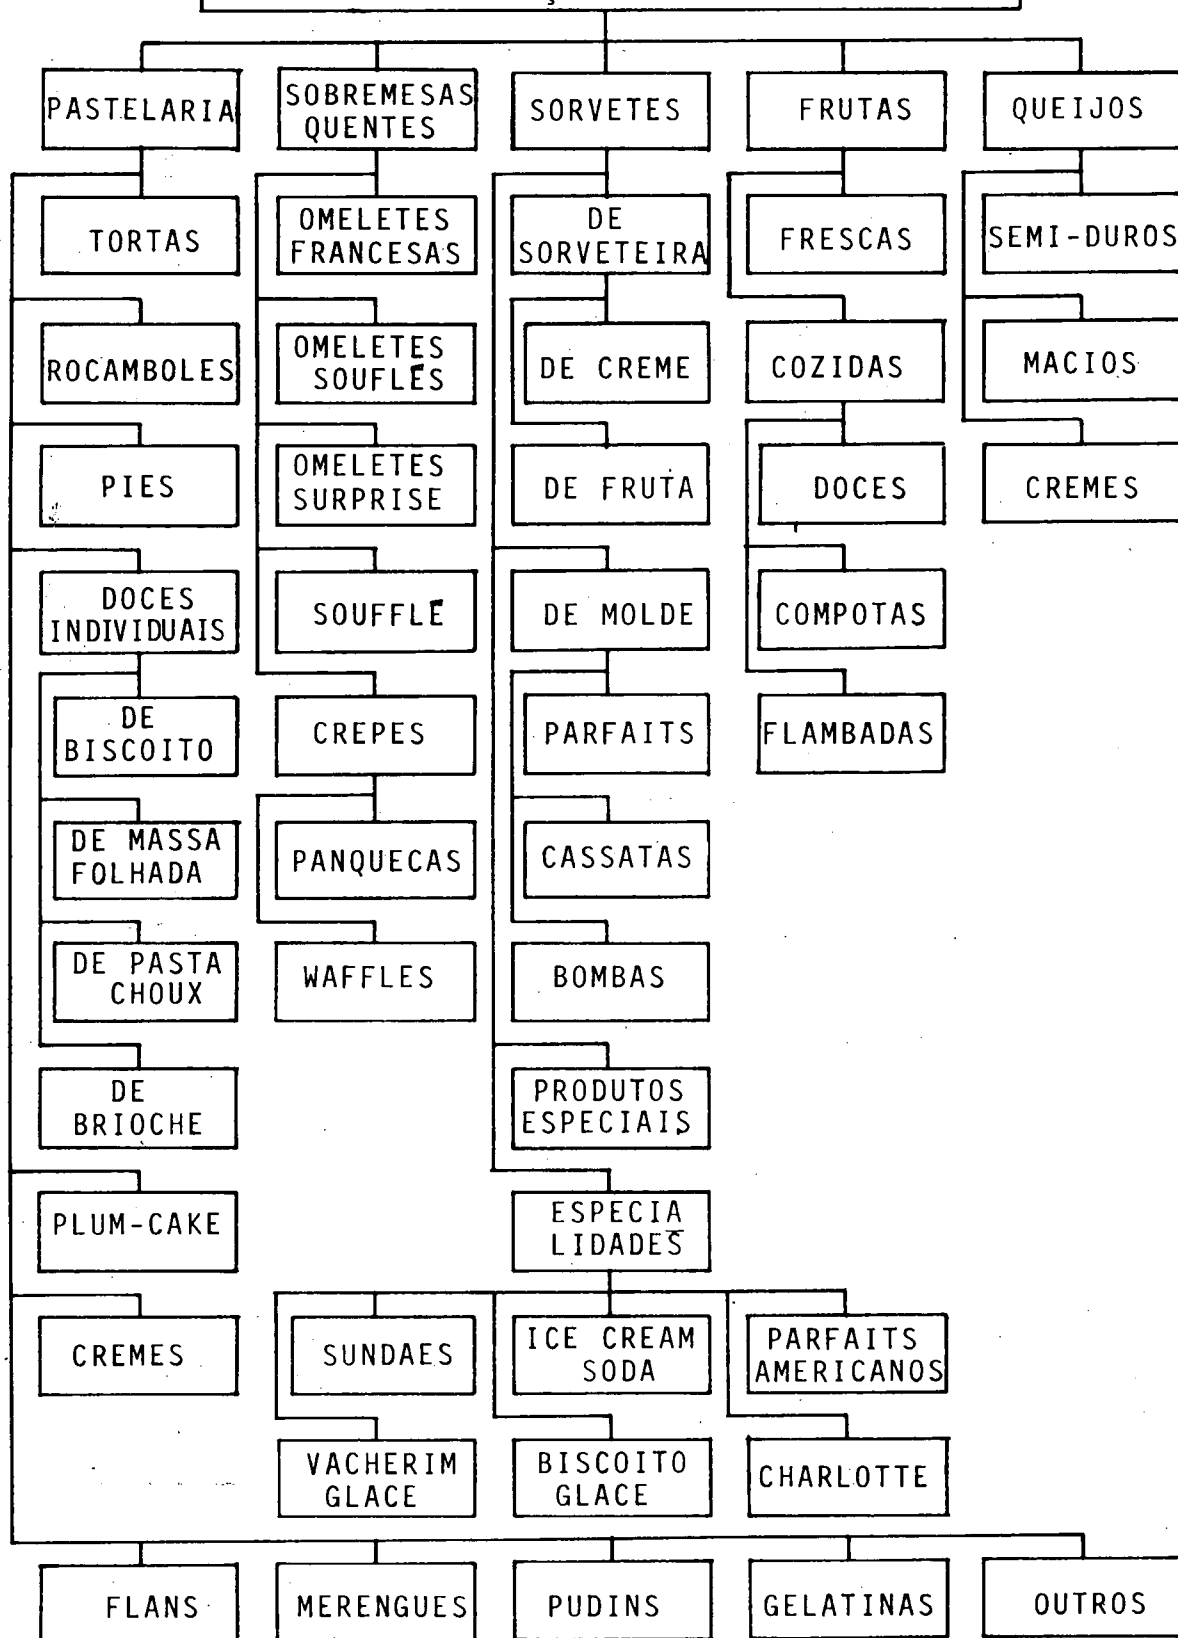 PASTELARIA
SOBREMESAS
QUENTES
SORVETES
FRUTAS
QUEIJOS
TORTAS
OMELETES
FRANCESAS
DE
SORVETEIRA
FRESCAS
SEMI-DUROS
ROCAMBOLES
OMELETES
SOUFLÉS
DE CREME
COZIDAS
MACIOS
PIES
OMELETES
SURPRISE
DE FRUTA
DOCES
CREMES
DOCES
INDIVIDUAIS
SOUFFLÉ
DE MOLDE
COMPOTAS
DE
BISCOITO
CREPES
PARFAITS
FLAMBADAS
DE MASSA
FOLHADA
PANQUECAS
CASSATAS
DE PASTA
CHOUX
WAFFLES
BOMBAS
DE
BRIOCHE
PRODUTOS
ESPECIAIS
PLUM-CAKE
ESPECIA
LIDADES
CREMES
SUNDAES
ICE CREAM
SODA
PARFAITS
AMERICANOS
VACHERIM
GLACE
BISCOITO
GLACE
CHARLOTTE
FLANS
MERENGUES
PUDINS
GELATINAS
OUTROS